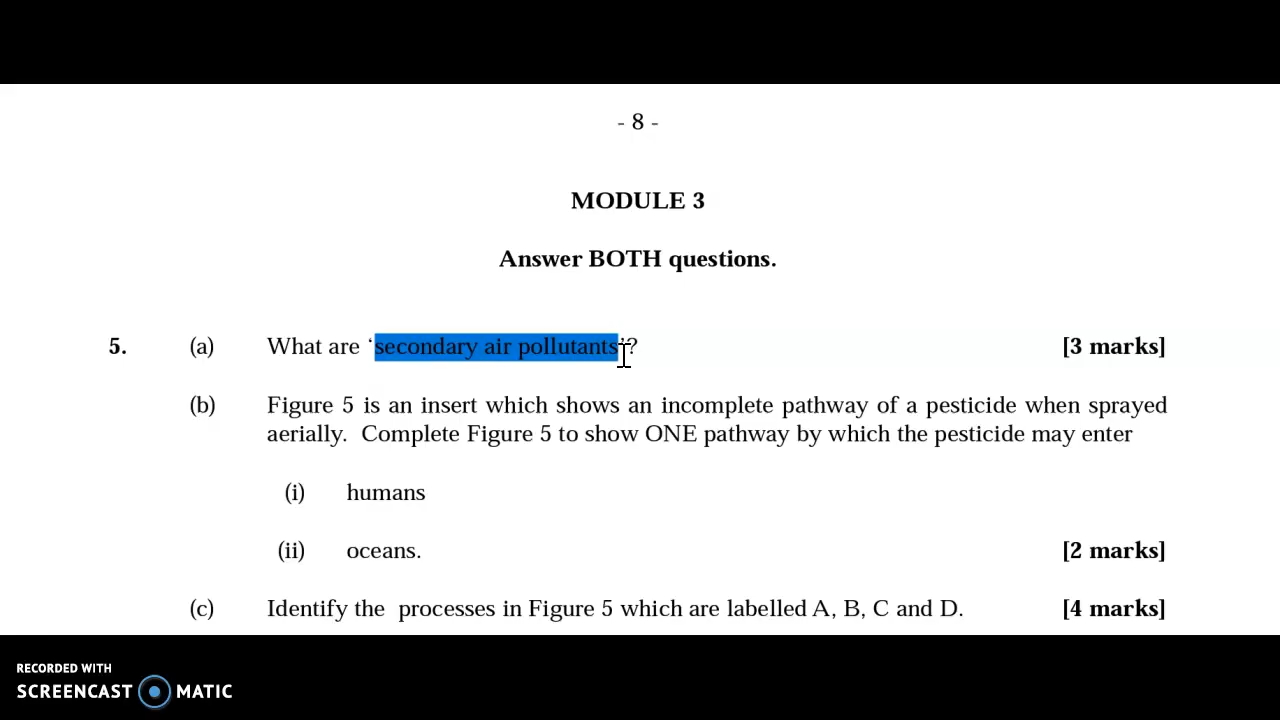 - 8 -
MODULE 3
Answer BOTH questions.
5. (a) What are ‘secondary air pollutants’? [3 marks]
(b) Figure 5 is an insert which shows an incomplete pathway of a pesticide when sprayed
aerially. Complete Figure 5 to show ONE pathway by which the pesticide may enter
(i) humans
(ii) oceans. [2 marks]
(c) Identify the processes in Figure 5 which are labelled A, B, C and D. [4 marks]
RECORDED WITH
SCREENCAST MATIC